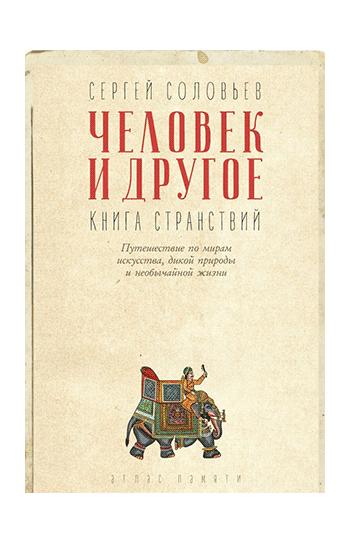 СЕРГЕЙ СОЛОВЬЕВ
ЧЕЛОВЕК
И ДРУГОЕ
КНИГА СТРАНСТВИЙ
Путешествие по мирам
искусства, дикой природы
и необычайной жизни
атлас памяти